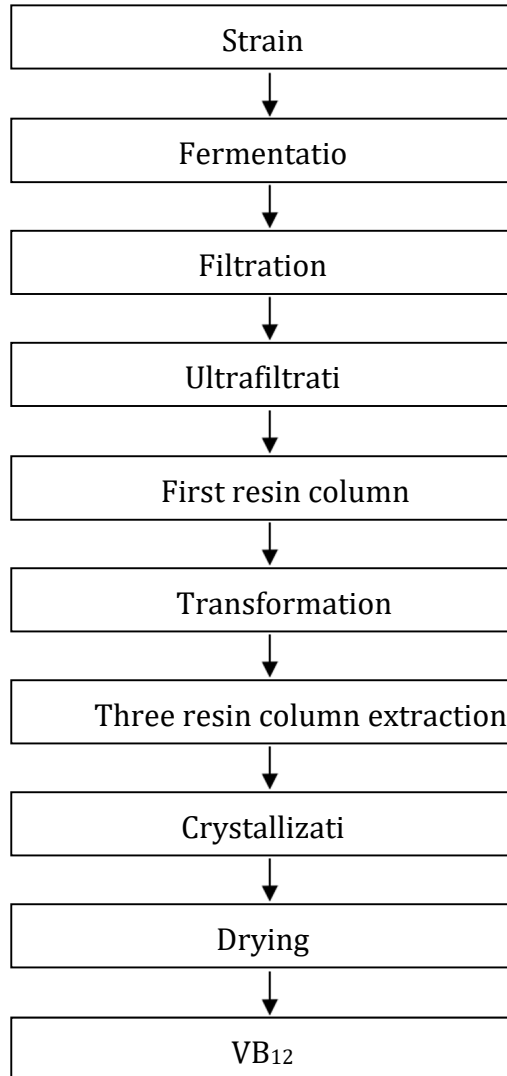 Strain
Fermentatio
Filtration
Ultrafiltrati
First resin column
Transformation
Three resin column extraction
Crystallizati
Drying
VB₁₂